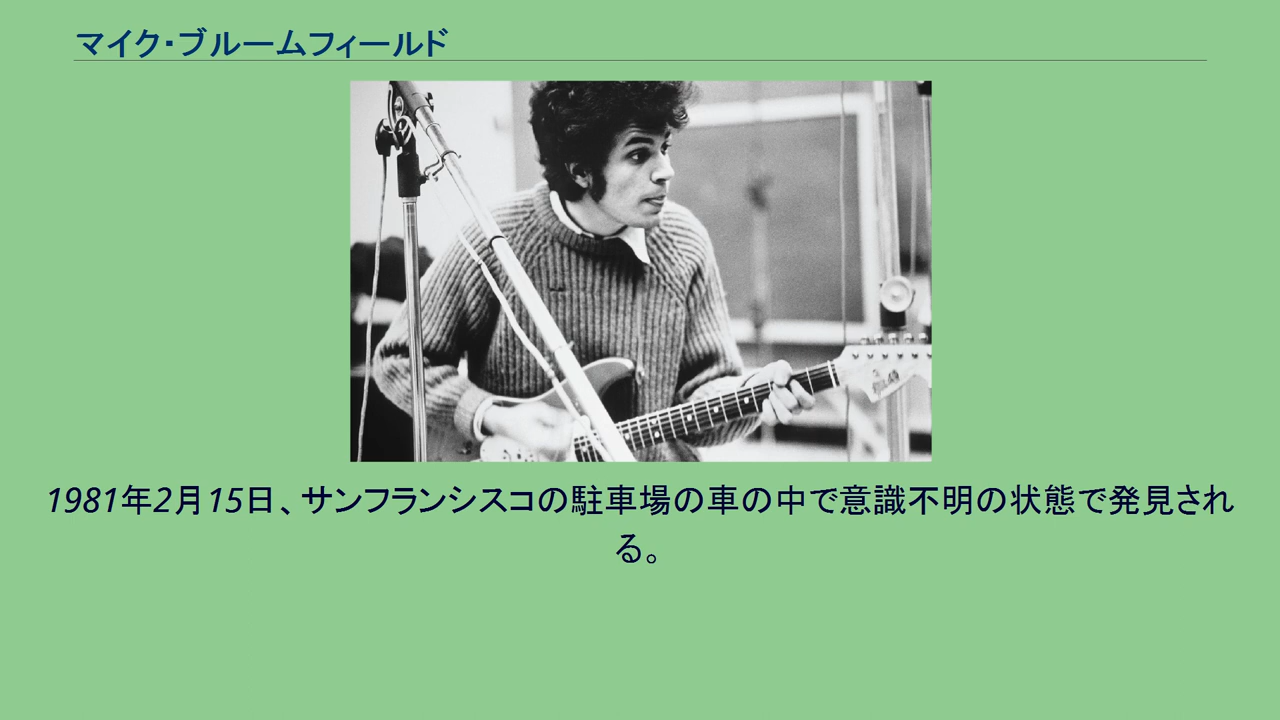 マイク・ブルームフィールド
1981年2月15日、サンフランシスコの駐車場の車の中で意識不明の状態で発見され
る。